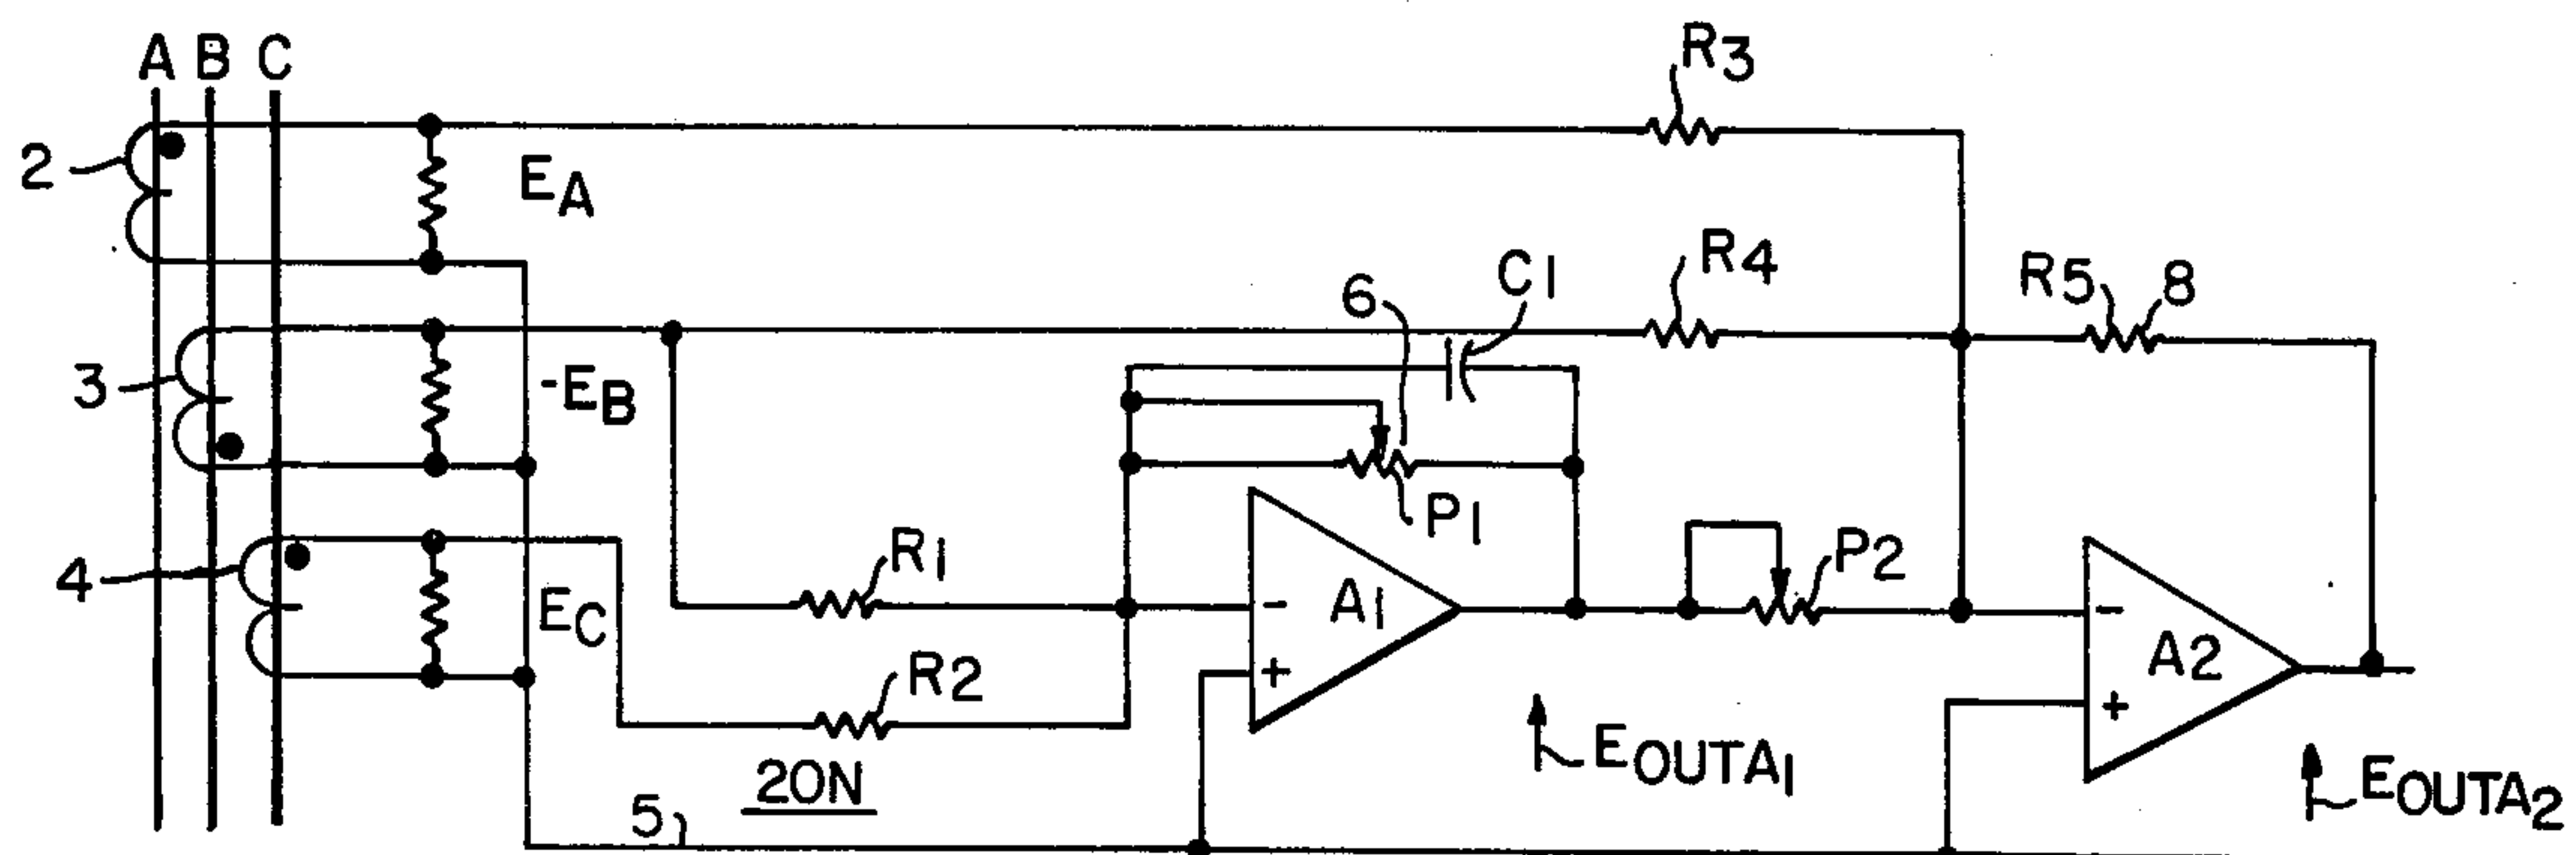 A B C
R3
2
EA
R4
C1
6
R5
8
3
-EB
P1
R1
P2
4
EC
A1
- +
A2
- +
R2
20N
EOUTA1
EOUTA2
5